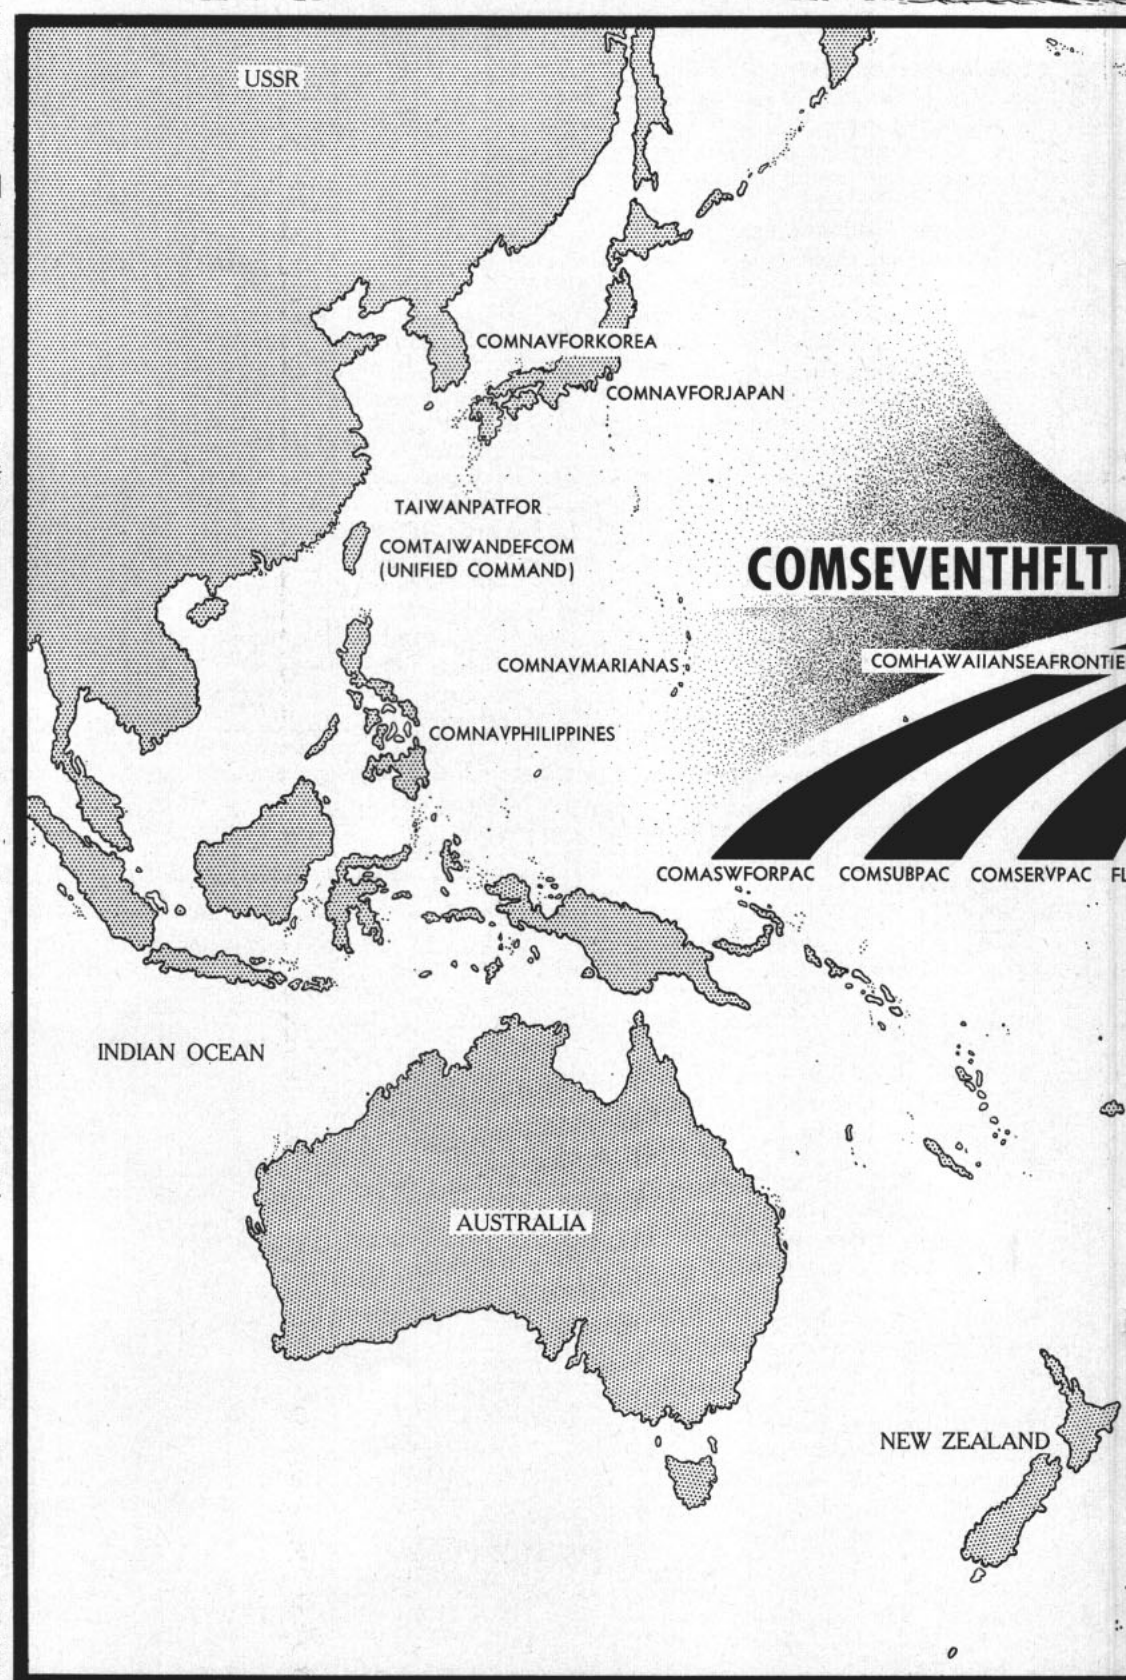 USSR
COMNAVFORKOREA
COMNAVFORJAPAN
TAIWANPATFOR
COMTAIWANDEFCOM
(UNIFIED COMMAND)
COMSEVENTHFLT
COMNAVMARIANAS
COMHAWAIIANSEAFRONTIE
COMNAVPHILIPPINES
COMASWFORPAC COMSUBPAC COMSERVPAC FL
INDIAN OCEAN
AUSTRALIA
NEW ZEALAND